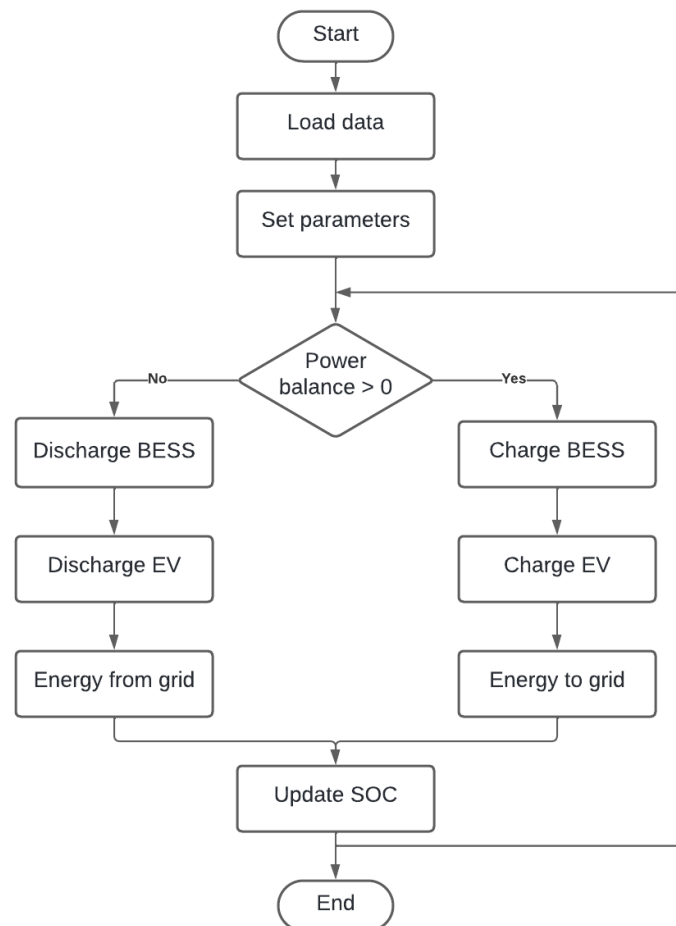 Start
Load data
Set parameters
Power
balance > 0
No
Yes
Discharge BESS
Charge BESS
Discharge EV
Charge EV
Energy from grid
Energy to grid
Update SOC
End